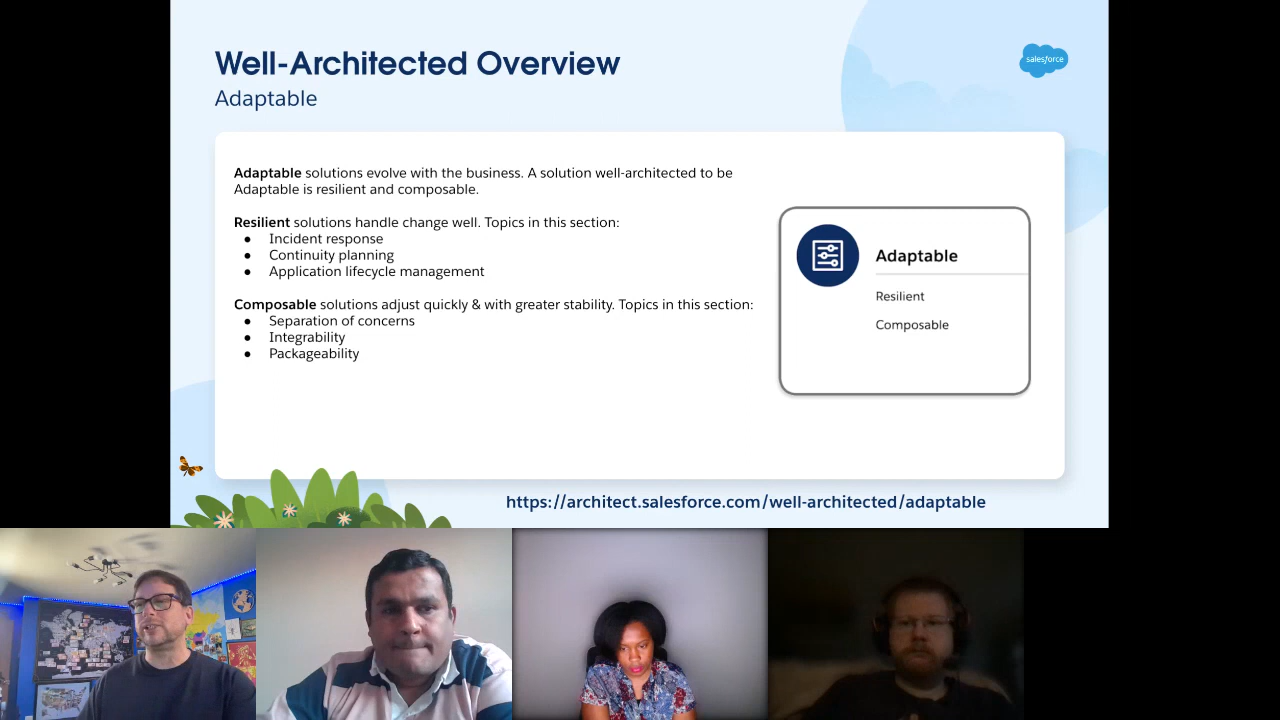 Well-Architected Overview
Adaptable
salesforce
Adaptable solutions evolve with the business. A solution well-architected to be
Adaptable is resilient and composable.
Resilient solutions handle change well. Topics in this section:
● Incident response
● Continuity planning
● Application lifecycle management
Composable solutions adjust quickly & with greater stability. Topics in this section:
● Separation of concerns
● Integrability
● Packageability
Adaptable
Resilient
Composable
https://architect.salesforce.com/well-architected/adaptable